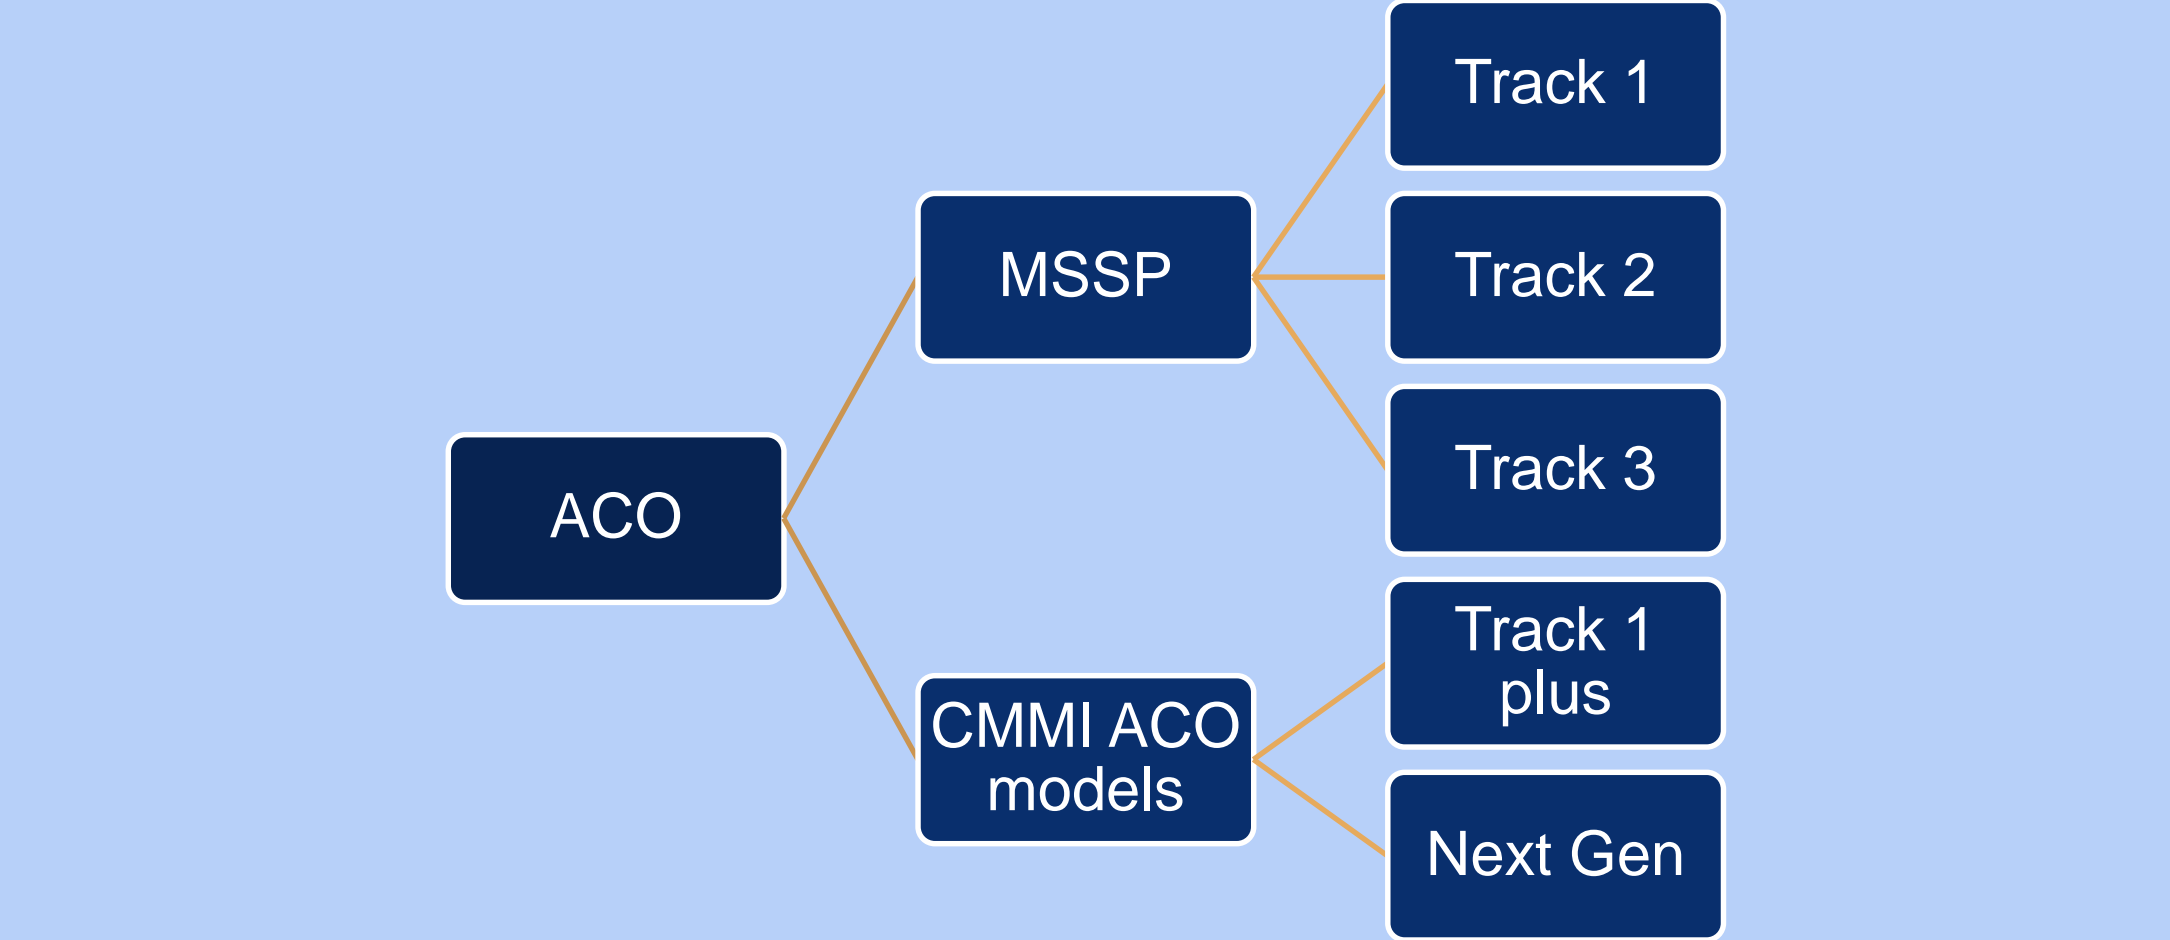 ACO
MSSP
CMMI ACO
models
Track 1
Track 2
Track 3
Track 1
plus
Next Gen